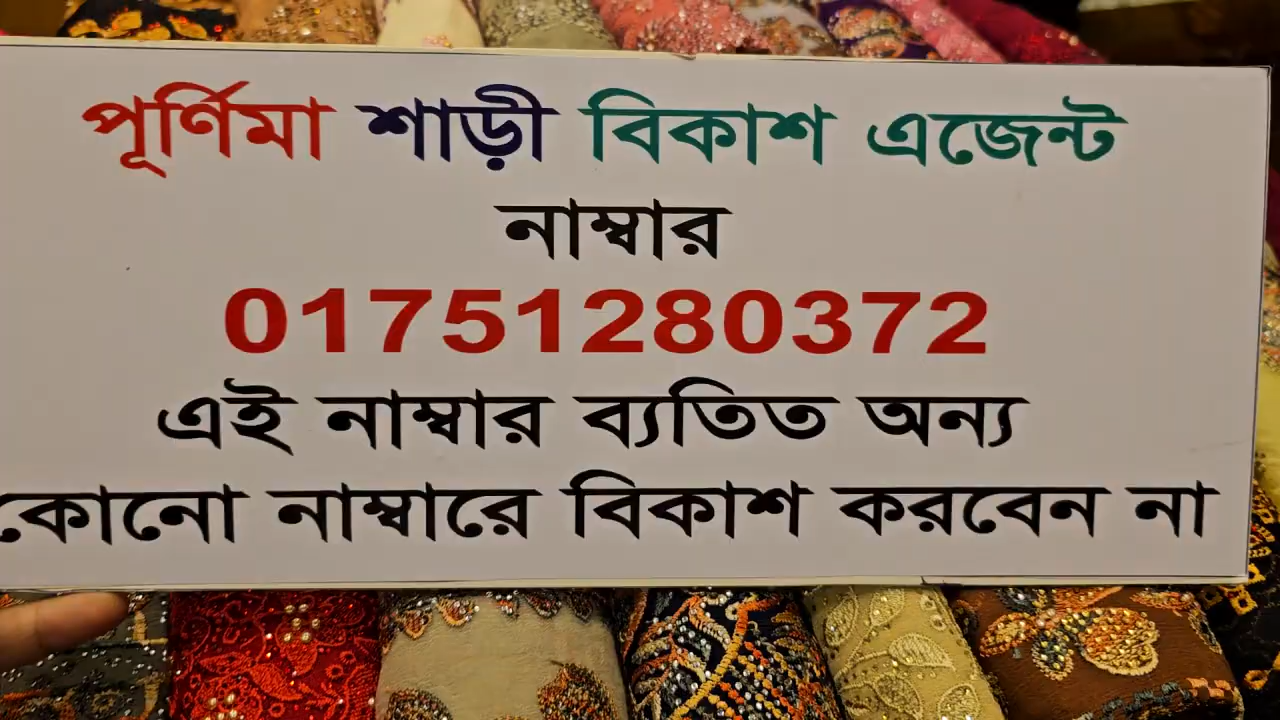 পূর্ণিমা শাড়ী বিকাশ এজেন্ট
নাম্বার
01751280372
এই নাম্বার ব্যতিত অন্য
কোনো নাম্বারে বিকাশ করবেন না